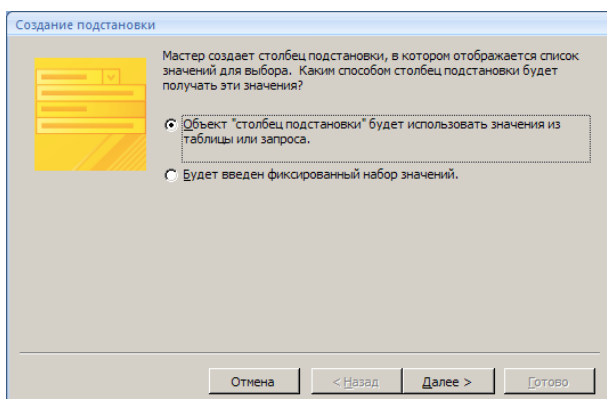 Создание подстановки
Мастер создает столбец подстановки, в котором отображается список
значений для выбора. Каким способом столбец подстановки будет
получать эти значения?
Объект "столбец подстановки" будет использовать значения из
таблицы или запроса.
Будет введен фиксированный набор значений.
Отмена
< Назад
Далее >
Готово